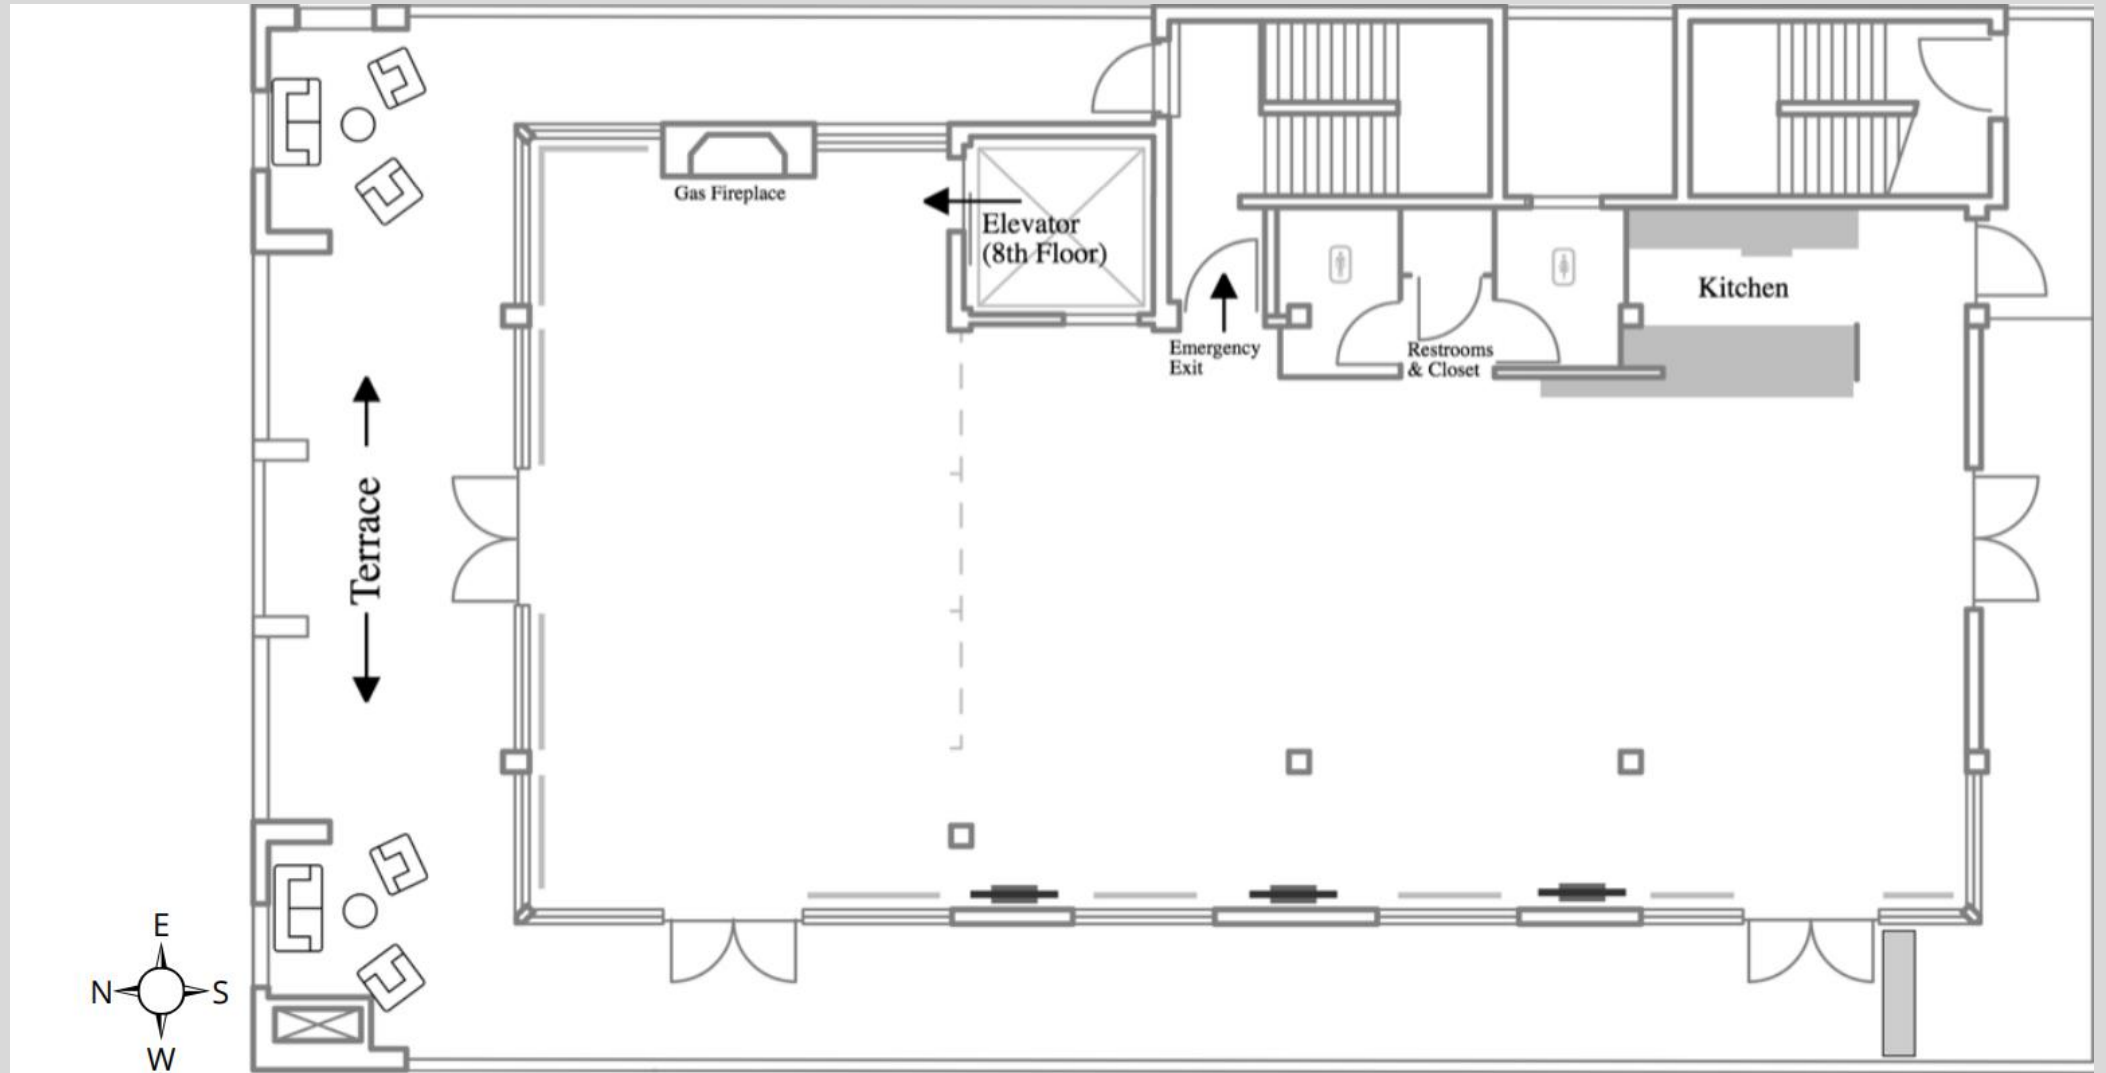 Gas Fireplace
Elevator
(8th Floor)
Kitchen
Emergency
Exit
Restrooms
& Closet
Terrace
E
N
S
W